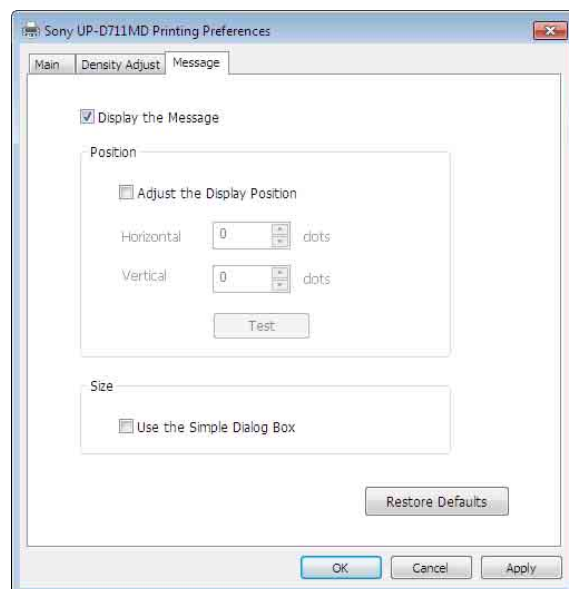 Sony UP-D711MD Printing Preferences
Main Density Adjust Message
Display the Message
Position
Adjust the Display Position
Horizontal 0 dots
Vertical 0 dots
Test
Size
Use the Simple Dialog Box
Restore Defaults
OK Cancel Apply